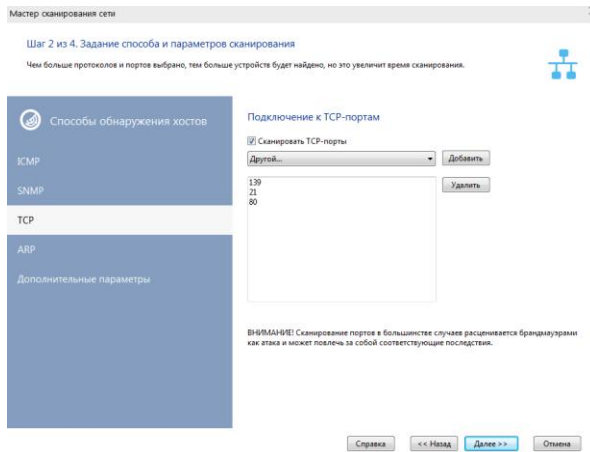 Мастер сканирования сети
Шаг 2 из 4. Задание способа и параметров сканирования
Чем больше протоколов и портов выбрано, тем больше устройств будет найдено, но это увеличит время сканирования.
Способы обнаружения хостов
ICMP
SNMP
TCP
ARP
Дополнительные параметры
Подключение к TCP-портам
Сканировать TCP-порты
Другой...
Добавить
139
21
80
Удалить
ВНИМАНИЕ! Сканирование портов в большинстве случаев расценивается брандмауэрами
как атака и может повлечь за собой соответствующие последствия.
Справка
<< Назад
Далее >>
Отмена